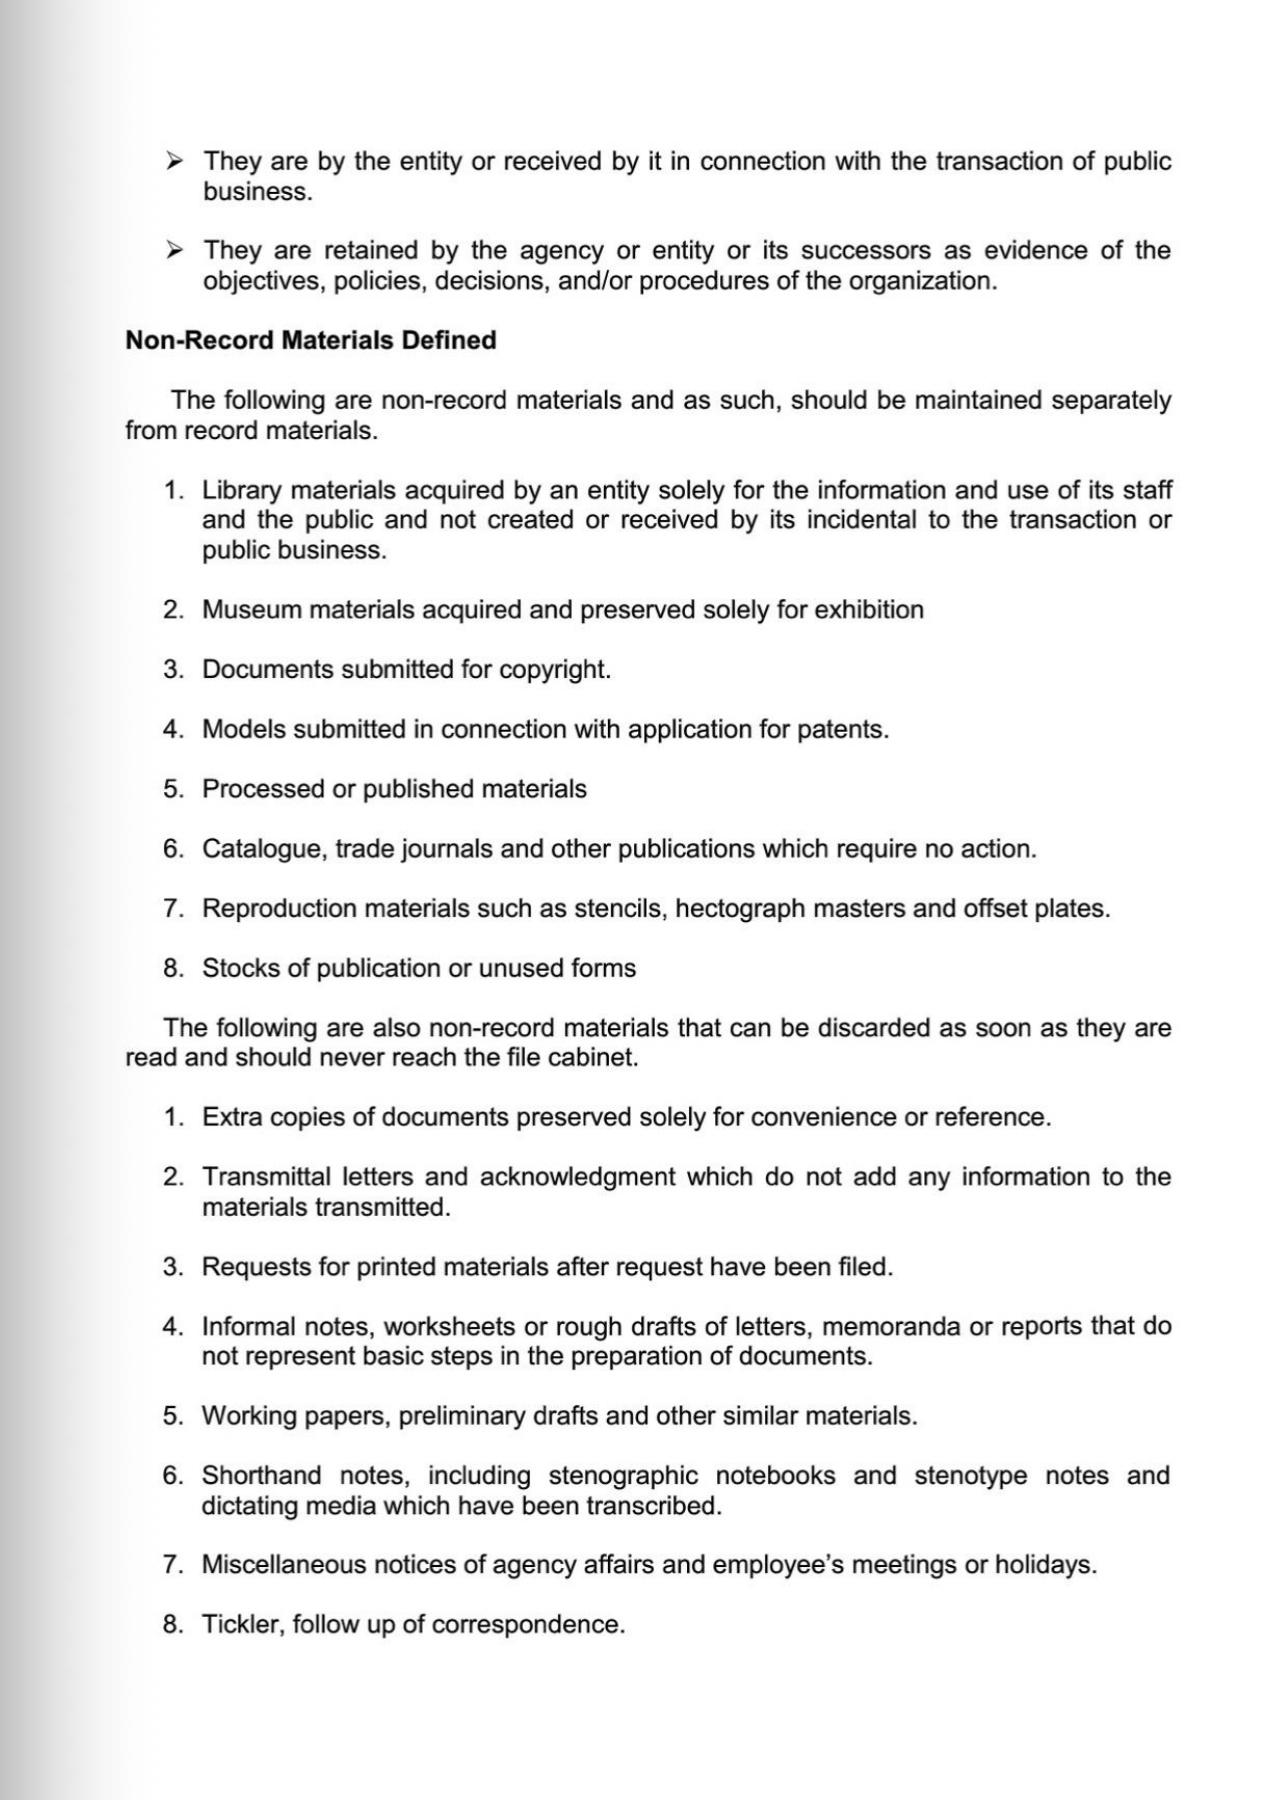 ➢ They are by the entity or received by it in connection with the transaction of public
business.
➢ They are retained by the agency or entity or its successors as evidence of the
objectives, policies, decisions, and/or procedures of the organization.
Non-Record Materials Defined
The following are non-record materials and as such, should be maintained separately
from record materials.
1. Library materials acquired by an entity solely for the information and use of its staff
and the public and not created or received by its incidental to the transaction or
public business.
2. Museum materials acquired and preserved solely for exhibition
3. Documents submitted for copyright.
4. Models submitted in connection with application for patents.
5. Processed or published materials
6. Catalogue, trade journals and other publications which require no action.
7. Reproduction materials such as stencils, hectograph masters and offset plates.
8. Stocks of publication or unused forms
The following are also non-record materials that can be discarded as soon as they are
read and should never reach the file cabinet.
1. Extra copies of documents preserved solely for convenience or reference.
2. Transmittal letters and acknowledgment which do not add any information to the
materials transmitted.
3. Requests for printed materials after request have been filed.
4. Informal notes, worksheets or rough drafts of letters, memoranda or reports that do
not represent basic steps in the preparation of documents.
5. Working papers, preliminary drafts and other similar materials.
6. Shorthand notes, including stenographic notebooks and stenotype notes and
dictating media which have been transcribed.
7. Miscellaneous notices of agency affairs and employee’s meetings or holidays.
8. Tickler, follow up of correspondence.